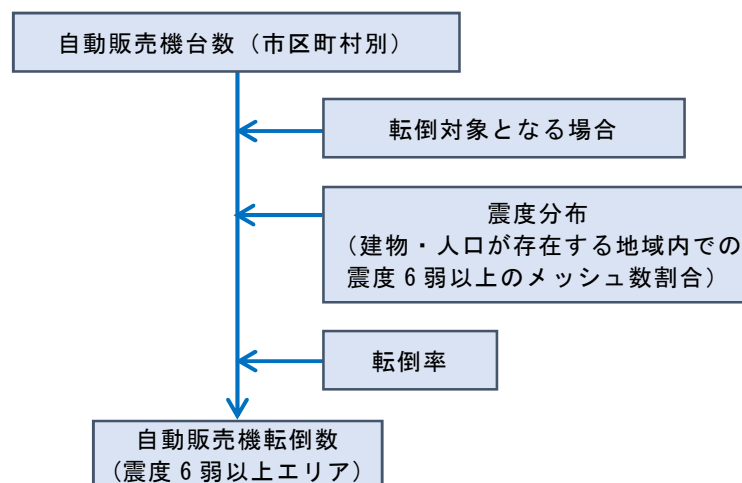 自動販売機台数（市区町村別）
転倒対象となる場合
震度分布
（建物・人口が存在する地域内での
震度６弱以上のメッシュ数割合）
転倒率
自動販売機転倒数
（震度６弱以上エリア）